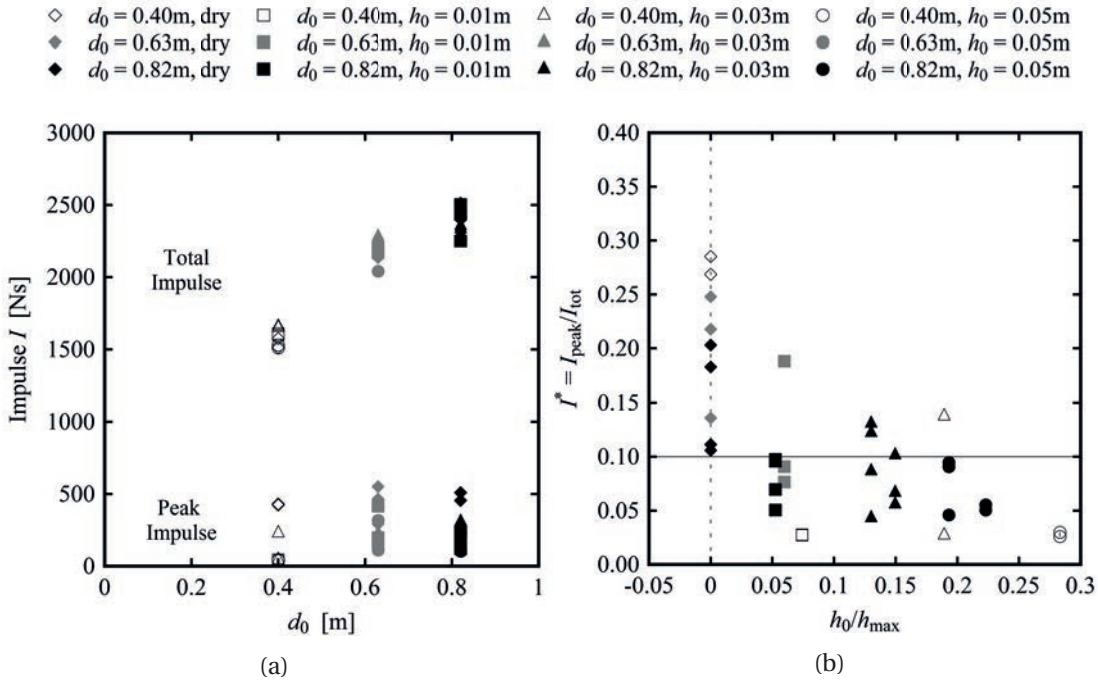 d₀ = 0.40m, dry d₀ = 0.40m, h₀ = 0.01m d₀ = 0.40m, h₀ = 0.03m d₀ = 0.40m, h₀ = 0.05m
d₀ = 0.63m, dry d₀ = 0.63m, h₀ = 0.01m d₀ = 0.63m, h₀ = 0.03m d₀ = 0.63m, h₀ = 0.05m
d₀ = 0.82m, dry d₀ = 0.82m, h₀ = 0.01m d₀ = 0.82m, h₀ = 0.03m d₀ = 0.82m, h₀ = 0.05m
Impulse I [Ns]
3000
2500
2000
1500
1000
500
0
Total
Impulse
Peak
Impulse
0 0.2 0.4 0.6 0.8 1
d₀ [m]
(a)
I* = I_peak/I_tot
0.40
0.35
0.30
0.25
0.20
0.15
0.10
0.05
0.00
-0.05 0 0.05 0.1 0.15 0.2 0.25 0.3
h₀/h_max
(b)